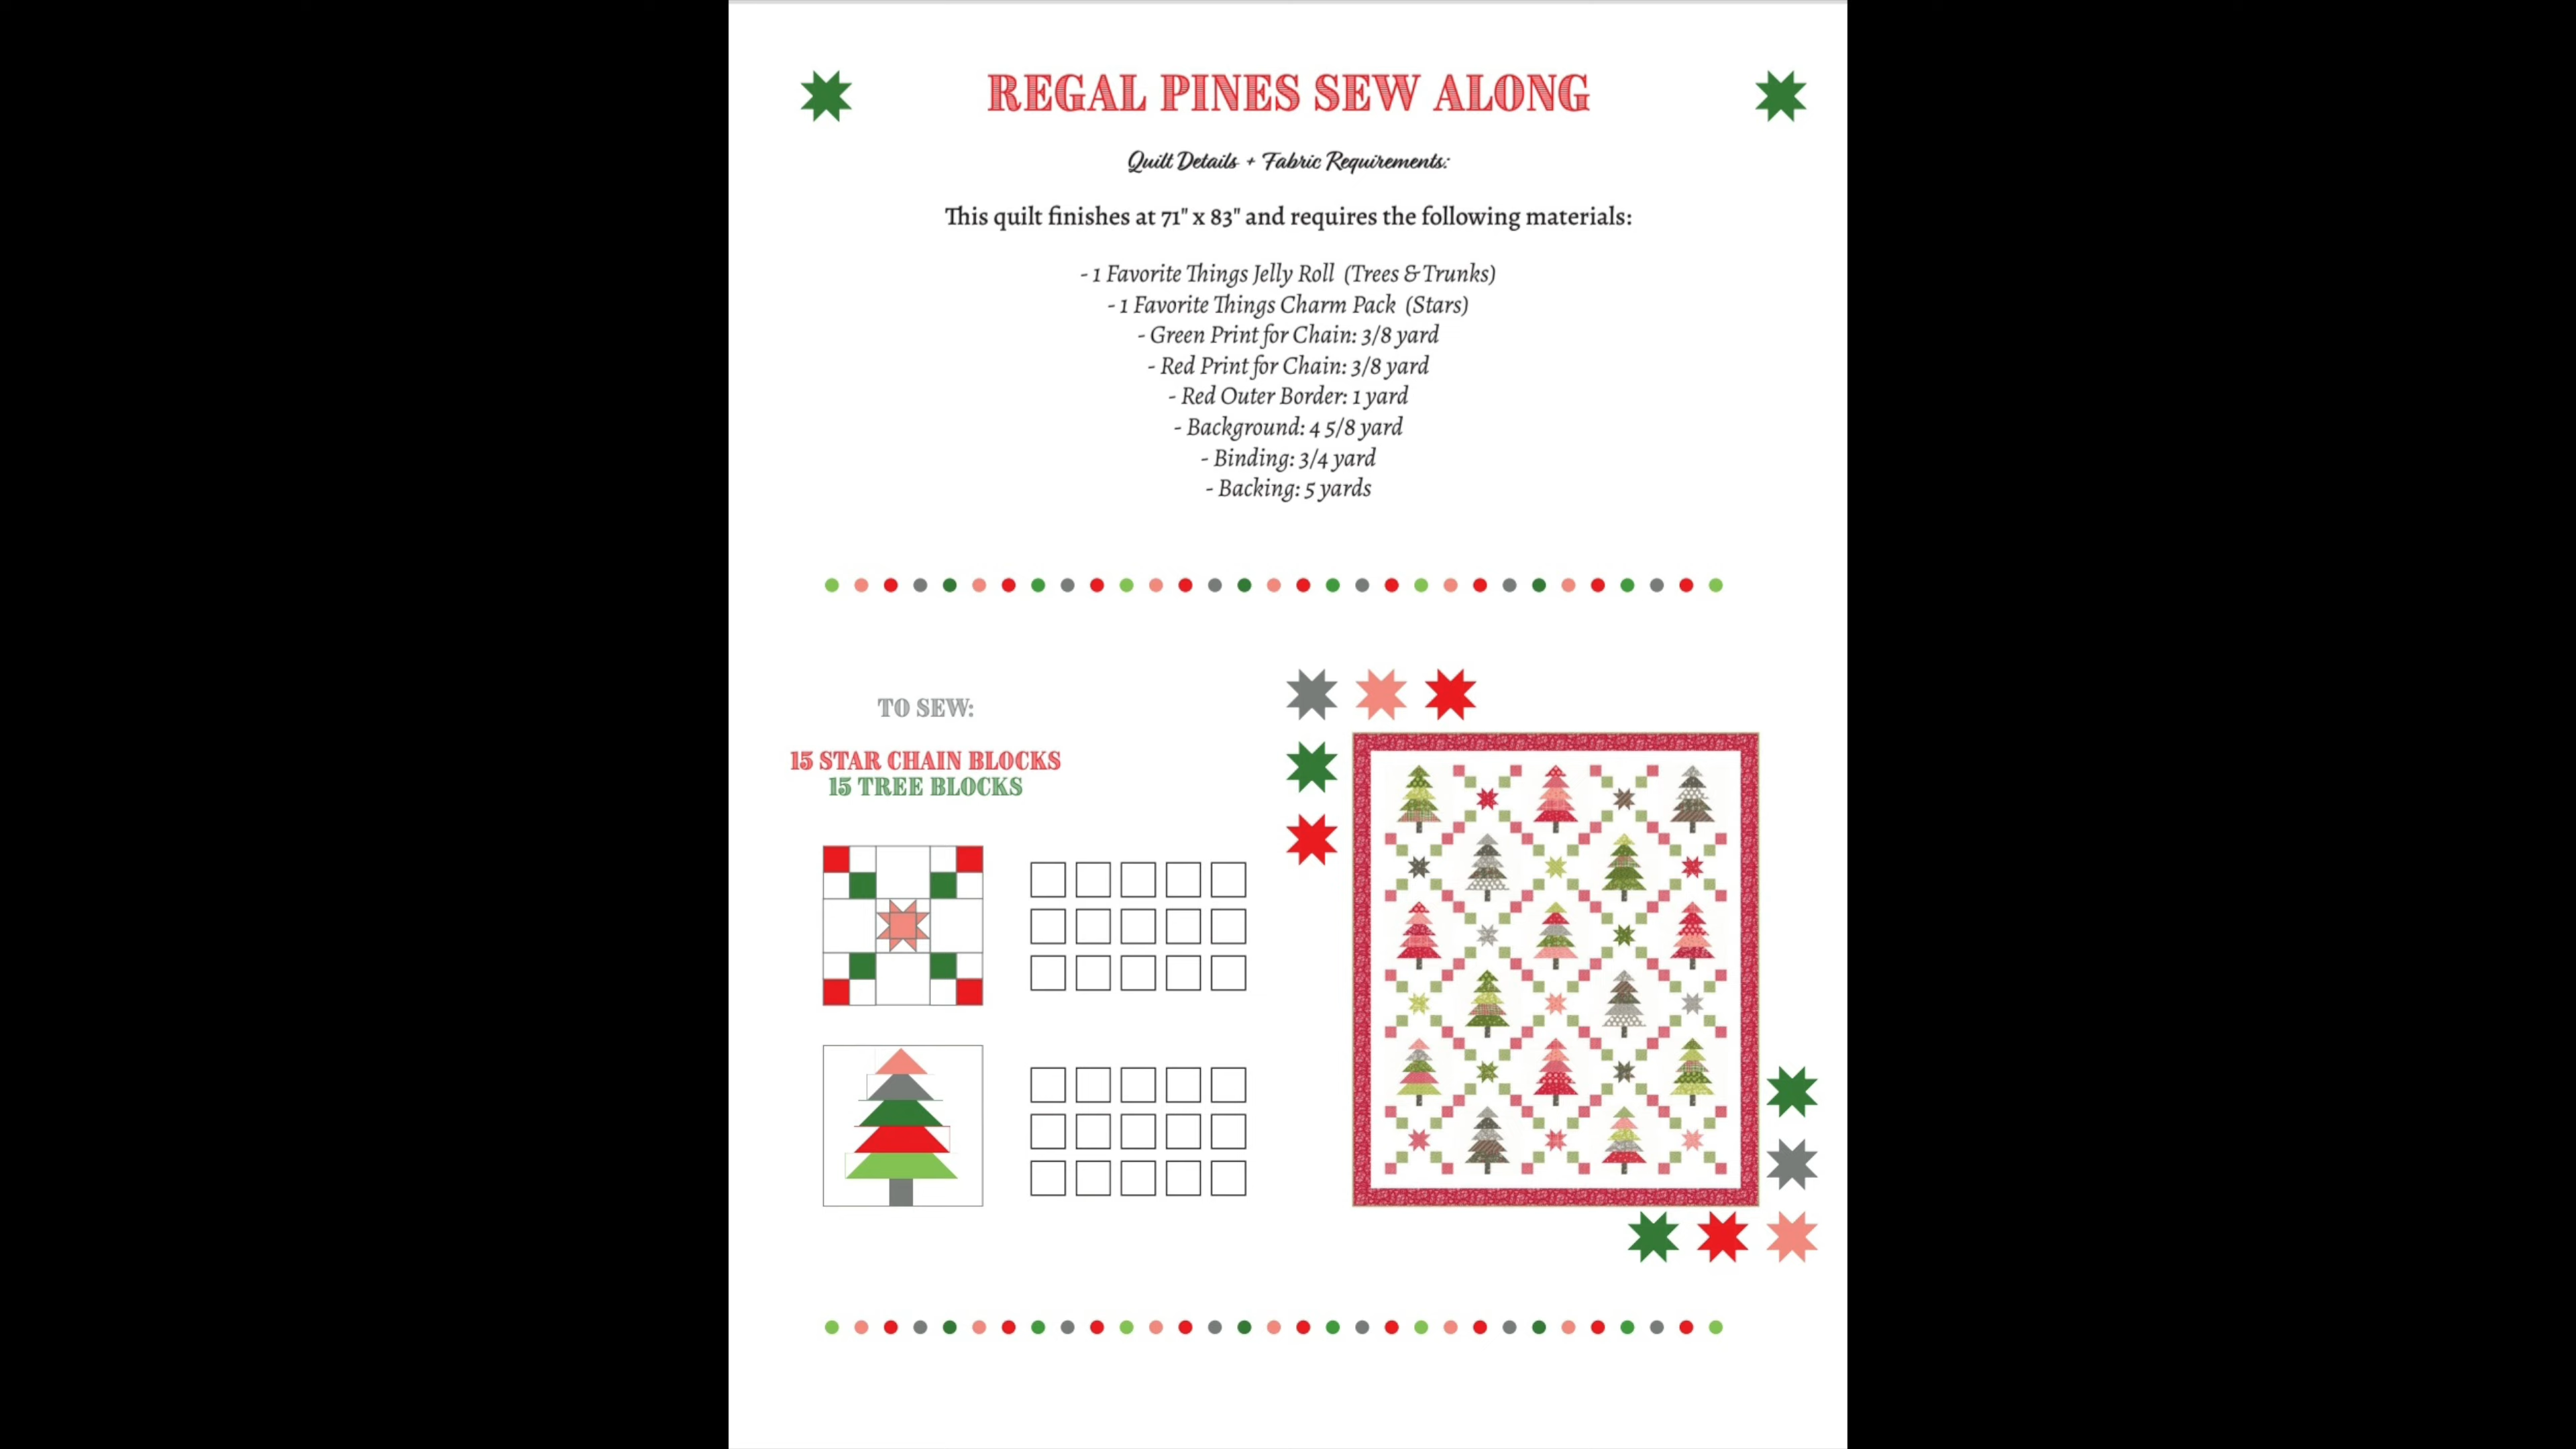 REGAL PINES SEW ALONG
Quilt Details + Fabric Requirements:
This quilt finishes at 71" x 83" and requires the following materials:
- 1 Favorite Things Jelly Roll (Trees & Trunks)
- 1 Favorite Things Charm Pack (Stars)
- Green Print for Chain: 3/8 yard
- Red Print for Chain: 3/8 yard
- Red Outer Border: 1 yard
- Background: 4 5/8 yard
- Binding: 3/4 yard
- Backing: 5 yards
TO SEW:
15 STAR CHAIN BLOCKS
15 TREE BLOCKS